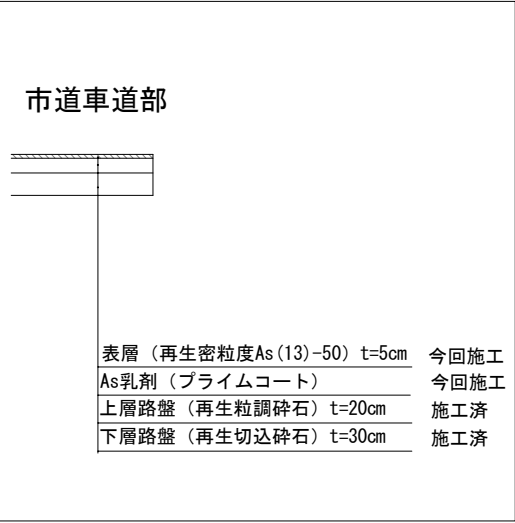 市道車道部
表層（再生密粒度As(13)-50）t=5cm 今回施工
As乳剤（プライムコート） 今回施工
上層路盤（再生粒調砕石）t=20cm 施工済
下層路盤（再生切込砕石）t=30cm 施工済